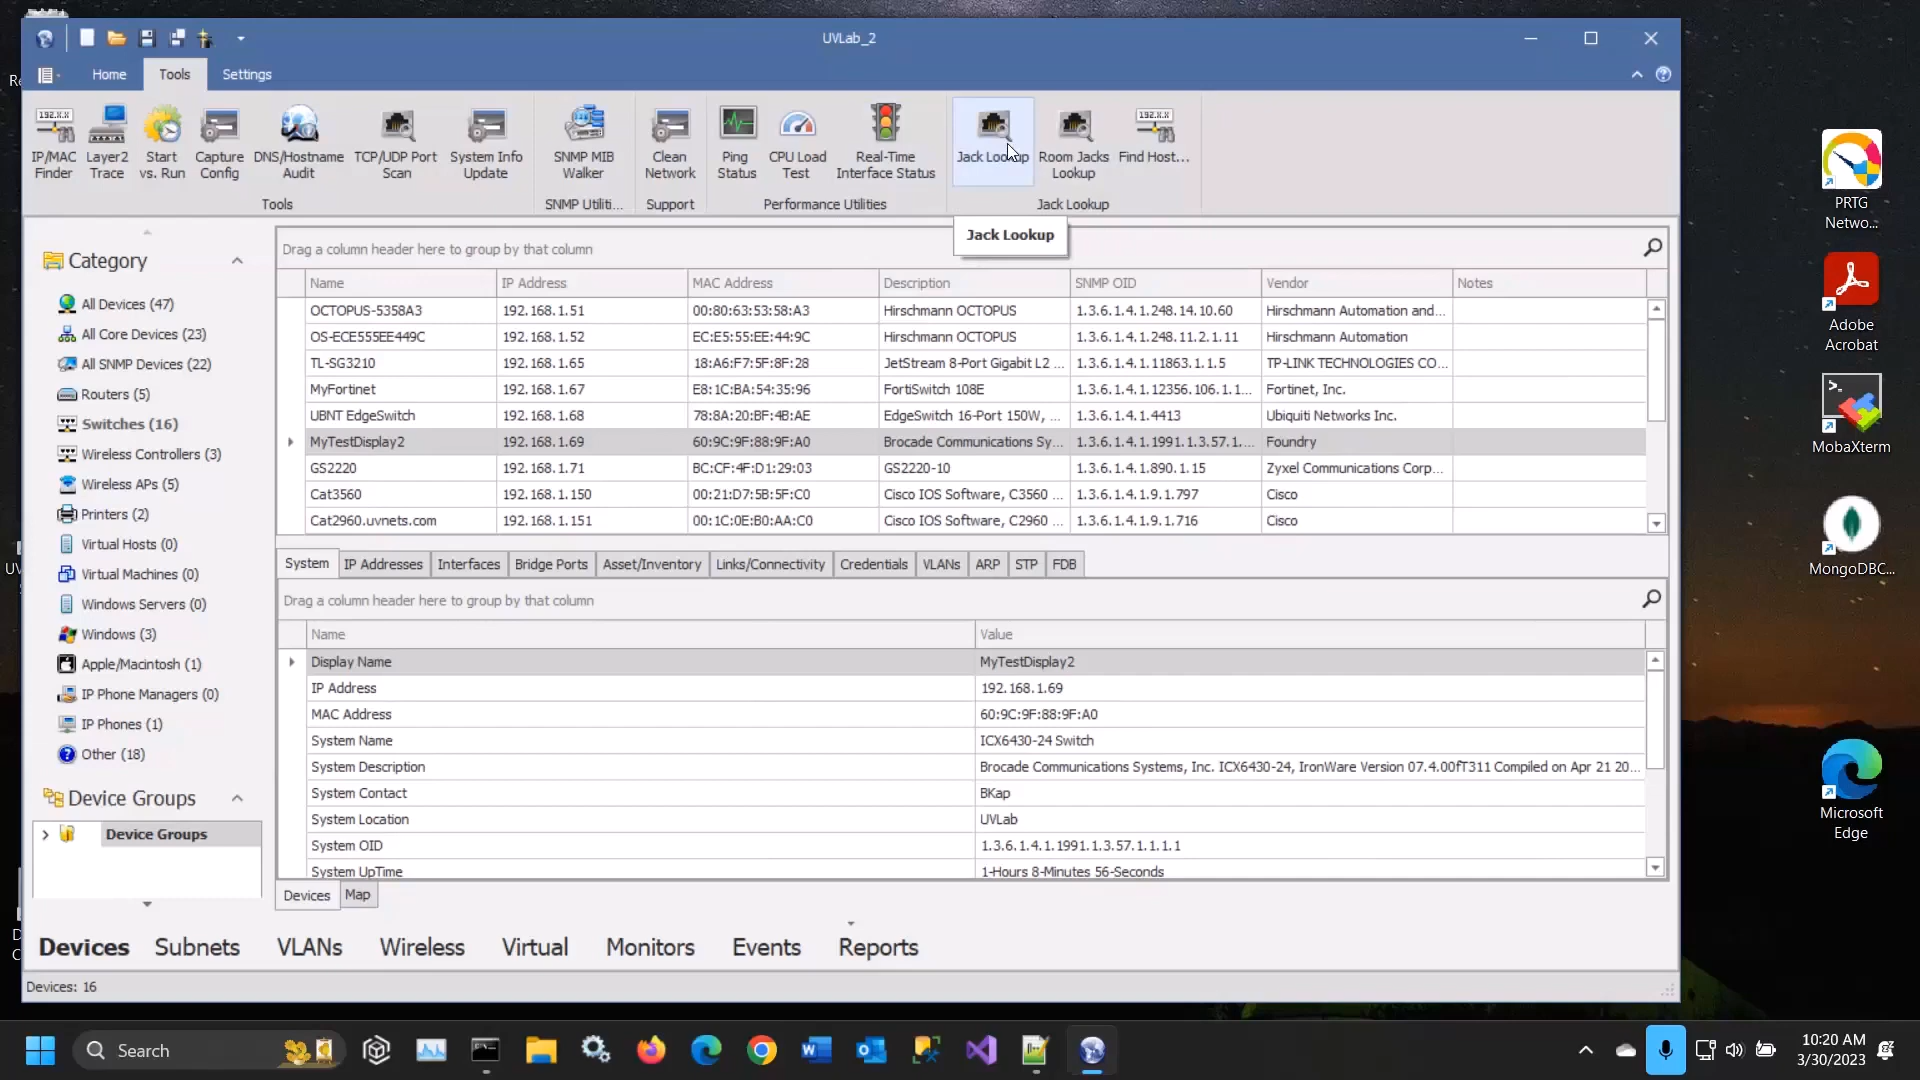 UVLab_2
Home
Tools
Settings
IP/MAC
Finder
Layer2
Trace
Start
vs. Run
Capture
Config
DNS/Hostname
Audit
TCP/UDP Port
Scan
System Info
Update
SNMP MIB
Walker
Clean
Network
Ping
Status
CPU Load
Test
Real-Time
Interface Status
Jack Lookup
Room Jacks
Lookup
Find Host...
Tools
SNMP Utiliti...
Support
Performance Utilities
Jack Lookup
Jack Lookup
Category
All Devices (47)
All Core Devices (23)
All SNMP Devices (22)
Routers (5)
Switches (16)
Wireless Controllers (3)
Wireless APs (5)
Printers (2)
Virtual Hosts (0)
Virtual Machines (0)
Windows Servers (0)
Windows (3)
Apple/Macintosh (1)
IP Phone Managers (0)
IP Phones (1)
Other (18)
Device Groups
Device Groups
Drag a column header here to group by that column
Name IP Address MAC Address Description SNMP OID Vendor Notes
OCTOPUS-5358A3 192.168.1.51 00:80:63:53:58:A3 Hirschmann OCTOPUS 1.3.6.1.4.1.248.14.10.60 Hirschmann Automation and...
OS-ECE555EE449C 192.168.1.52 EC:E5:55:EE:44:9C Hirschmann OCTOPUS 1.3.6.1.4.1.248.11.2.1.11 Hirschmann Automation
TL-SG3210 192.168.1.65 18:A6:F7:5F:8F:28 JetStream 8-Port Gigabit L2 ... 1.3.6.1.4.1.11863.1.1.5 TP-LINK TECHNOLOGIES CO...
MyFortinet 192.168.1.67 E8:1C:BA:54:35:96 FortiSwitch 108E 1.3.6.1.4.1.12356.106.1.1... Fortinet, Inc.
UBNT EdgeSwitch 192.168.1.68 78:8A:20:BF:4B:AE EdgeSwitch 16-Port 150W, ... 1.3.6.1.4.1.4413 Ubiquiti Networks Inc.
MyTestDisplay2 192.168.1.69 60:9C:9F:88:9F:A0 Brocade Communications Sy... 1.3.6.1.4.1.1991.1.3.57.1.... Foundry
GS2220 192.168.1.71 BC:CF:4F:D1:29:03 GS2220-10 1.3.6.1.4.1.890.1.15 Zyxel Communications Corp...
Cat3560 192.168.1.150 00:21:D7:5B:5F:C0 Cisco IOS Software, C3560 ... 1.3.6.1.4.1.9.1.797 Cisco
Cat2960.uvnets.com 192.168.1.151 00:1C:0E:B0:AA:C0 Cisco IOS Software, C2960 ... 1.3.6.1.4.1.9.1.716 Cisco
System IP Addresses Interfaces Bridge Ports Asset/Inventory Links/Connectivity Credentials VLANs ARP STP FDB
Drag a column header here to group by that column
Name Value
Display Name MyTestDisplay2
IP Address 192.168.1.69
MAC Address 60:9C:9F:88:9F:A0
System Name ICX6430-24 Switch
System Description Brocade Communications Systems, Inc. ICX6430-24, IronWare Version 07.4.00fT311 Compiled on Apr 21 20...
System Contact BKap
System Location UVLab
System OID 1.3.6.1.4.1.1991.1.3.57.1.1.1.1
System UpTime 1-Hours 8-Minutes 56-Seconds
Devices Map
Devices Subnets VLANs Wireless Virtual Monitors Events Reports
Devices: 16
PRTG
Netwo...
Adobe
Acrobat
MobaXterm
MongoDBC...
Microsoft
Edge
Search
10:20 AM
3/30/2023